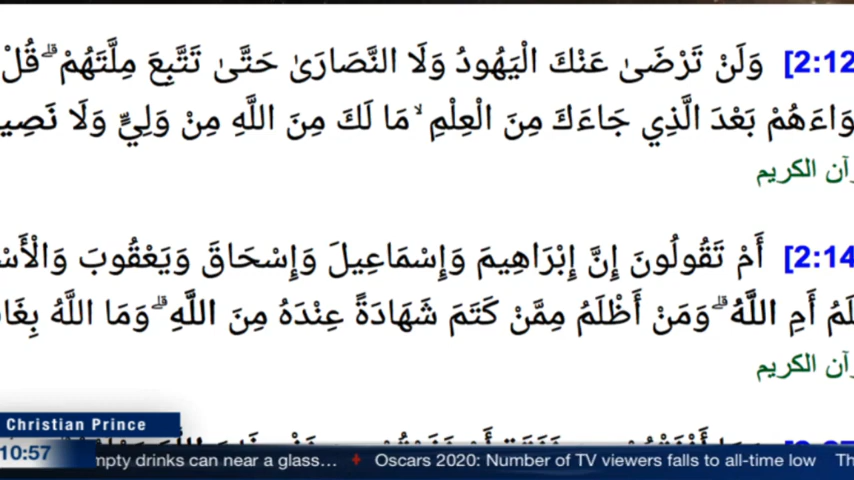 [2:12 وَلَنْ تَرْضَىٰ عَنْكَ الْيَهُودُ وَلَا النَّصَارَىٰ حَتَّىٰ تَتَّبِعَ مِلَّتَهُمْ ۗ قُلْ
وَاءَهُمْ بَعْدَ الَّذِي جَاءَكَ مِنَ الْعِلْمِ ۙ مَا لَكَ مِنَ اللَّهِ مِنْ وَلِيٍّ وَلَا نَصِي
رآن الكريم
[2:14 أَمْ تَقُولُونَ إِنَّ إِبْرَاهِيمَ وَإِسْمَاعِيلَ وَإِسْحَاقَ وَيَعْقُوبَ وَالْأَسْ
لَمُ أَمِ اللَّهُ ۗ وَمَنْ أَظْلَمُ مِمَّنْ كَتَمَ شَهَادَةً عِنْدَهُ مِنَ اللَّهِ ۗ وَمَا اللَّهُ بِغَا
رآن الكريم
Christian Prince
10:57 mpty drinks can near a glass... Oscars 2020: Number of TV viewers falls to all-time low Th